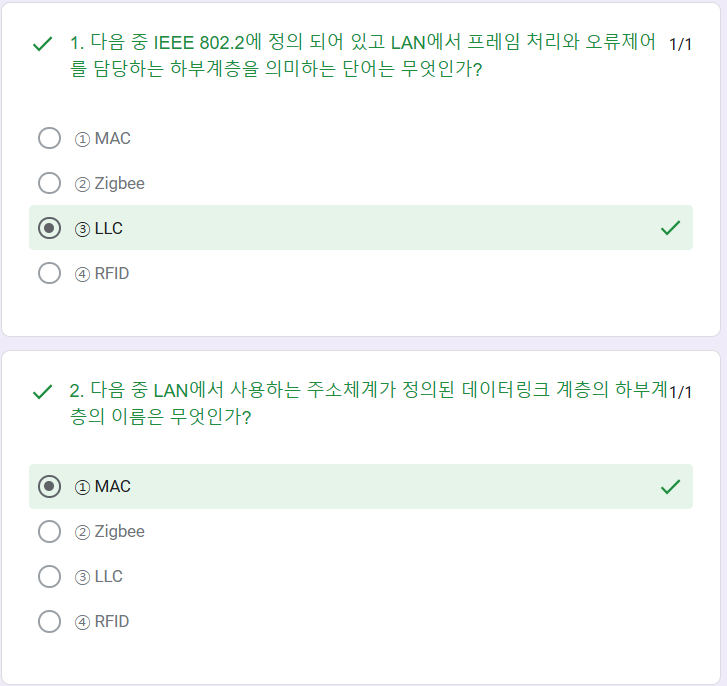 1. 다음 중 IEEE 802.2에 정의 되어 있고 LAN에서 프레임 처리와 오류제어 1/1
를 담당하는 하부계층을 의미하는 단어는 무엇인가?
① MAC
② Zigbee
③ LLC
④ RFID
2. 다음 중 LAN에서 사용하는 주소체계가 정의된 데이터링크 계층의 하부계 1/1
층의 이름은 무엇인가?
① MAC
② Zigbee
③ LLC
④ RFID